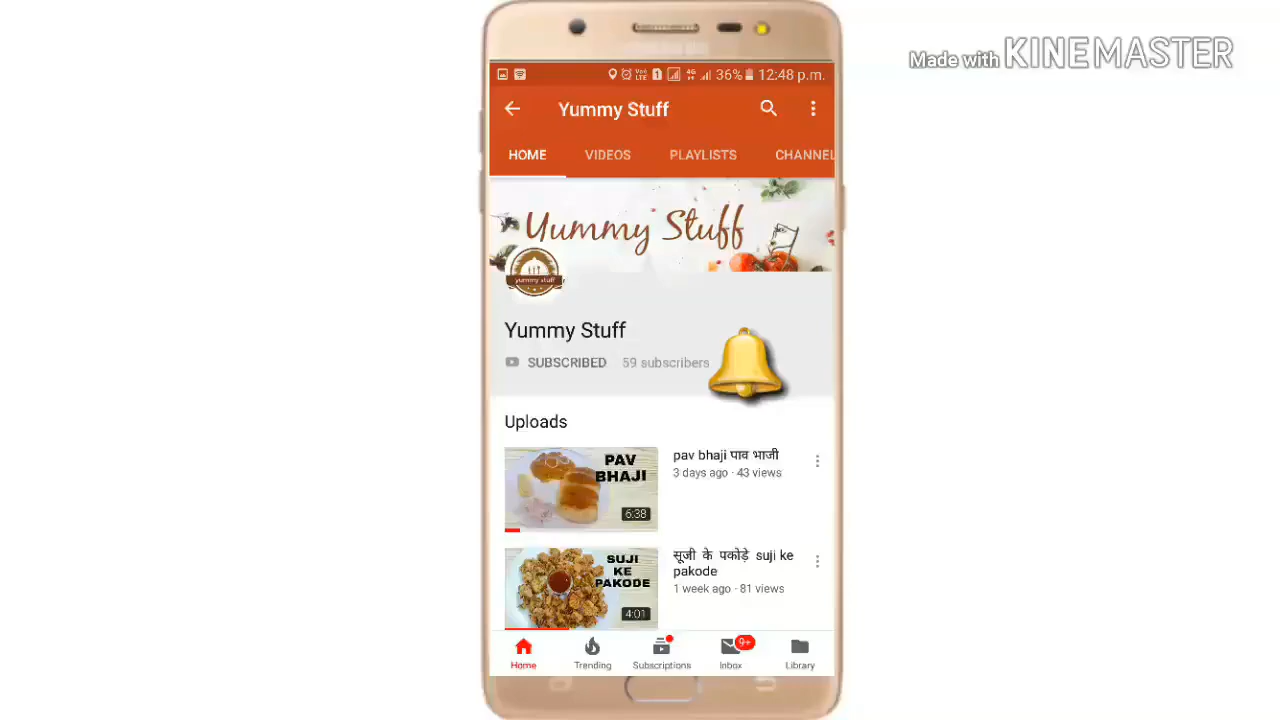 Made with KINEMASTER
36% 12:48 p.m.
Yummy Stuff
HOME VIDEOS PLAYLISTS CHANNEL
Yummy Stuff
yummy stuff
Yummy Stuff
SUBSCRIBED 59 subscribers
Uploads
PAV
BHAJI
6:38
pav bhaji पाव भाजी
3 days ago · 43 views
SUJI
KE
PAKODE
4:01
सूजी के पकोड़े suji ke
pakode
1 week ago · 81 views
9+
Home Trending Subscriptions Inbox Library